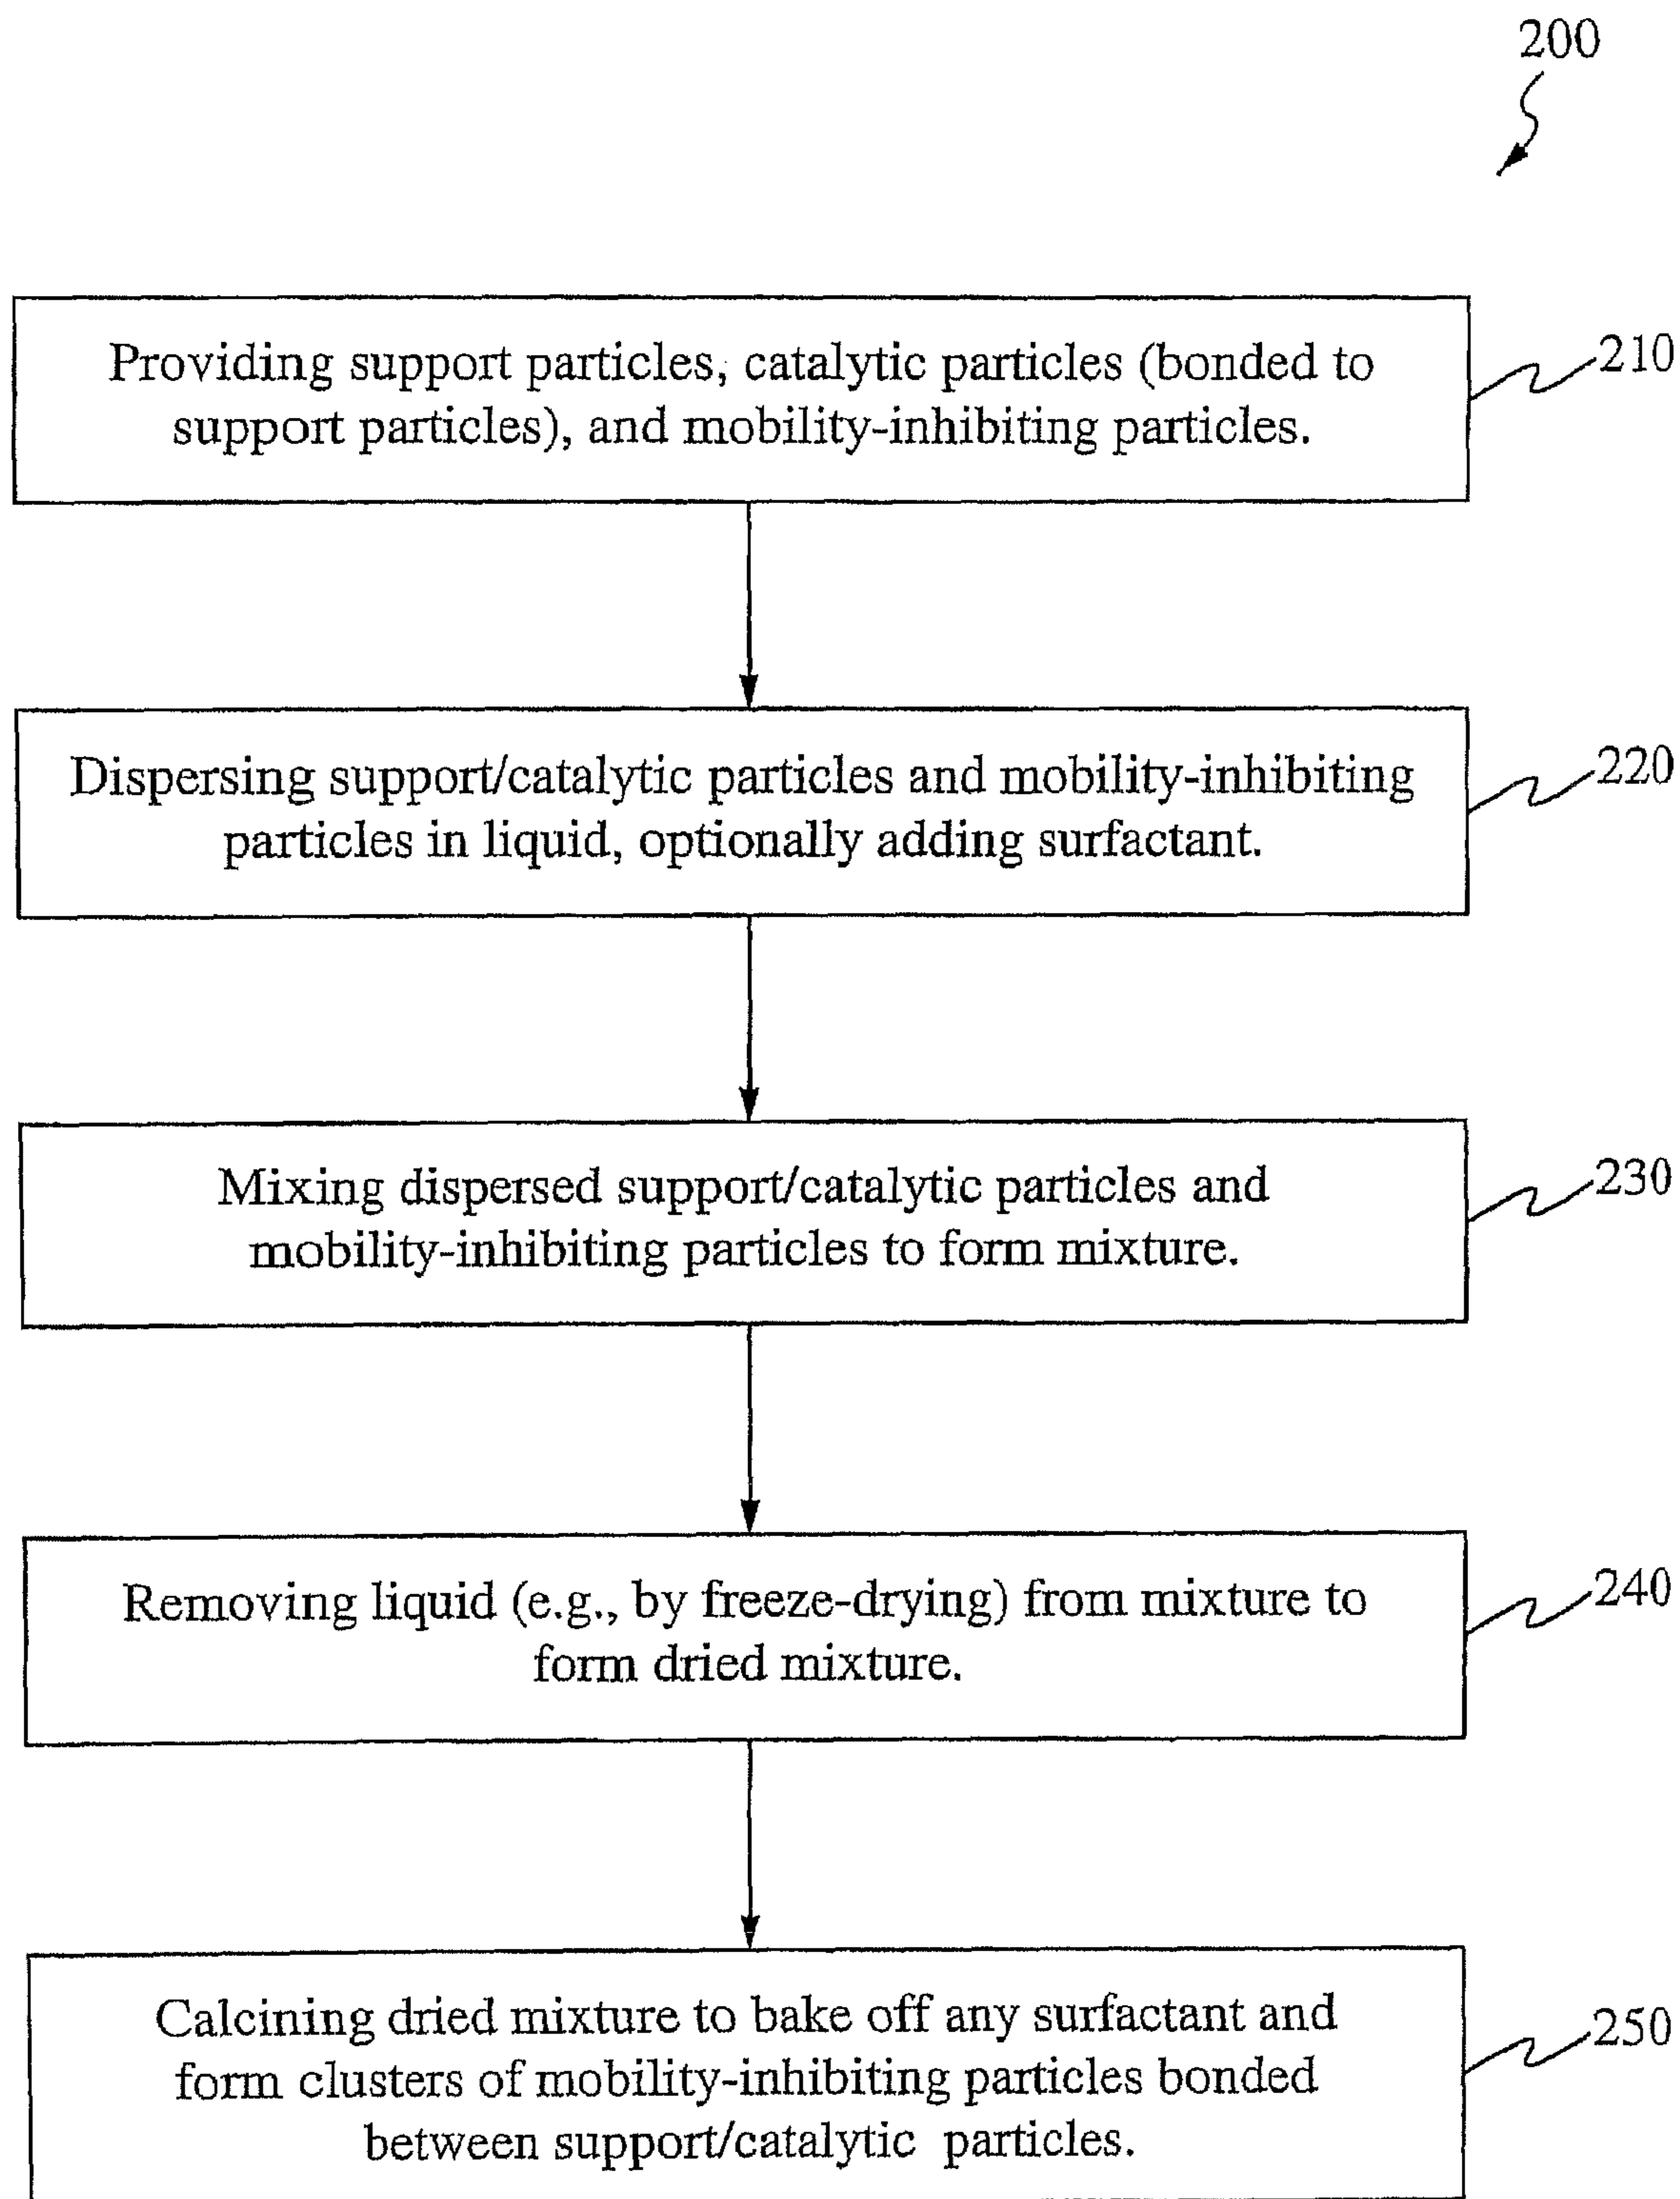 200
Providing support particles, catalytic particles (bonded to
support particles), and mobility-inhibiting particles.
210
Dispersing support/catalytic particles and mobility-inhibiting
particles in liquid, optionally adding surfactant.
220
Mixing dispersed support/catalytic particles and
mobility-inhibiting particles to form mixture.
230
Removing liquid (e.g., by freeze-drying) from mixture to
form dried mixture.
240
Calcining dried mixture to bake off any surfactant and
form clusters of mobility-inhibiting particles bonded
between support/catalytic particles.
250